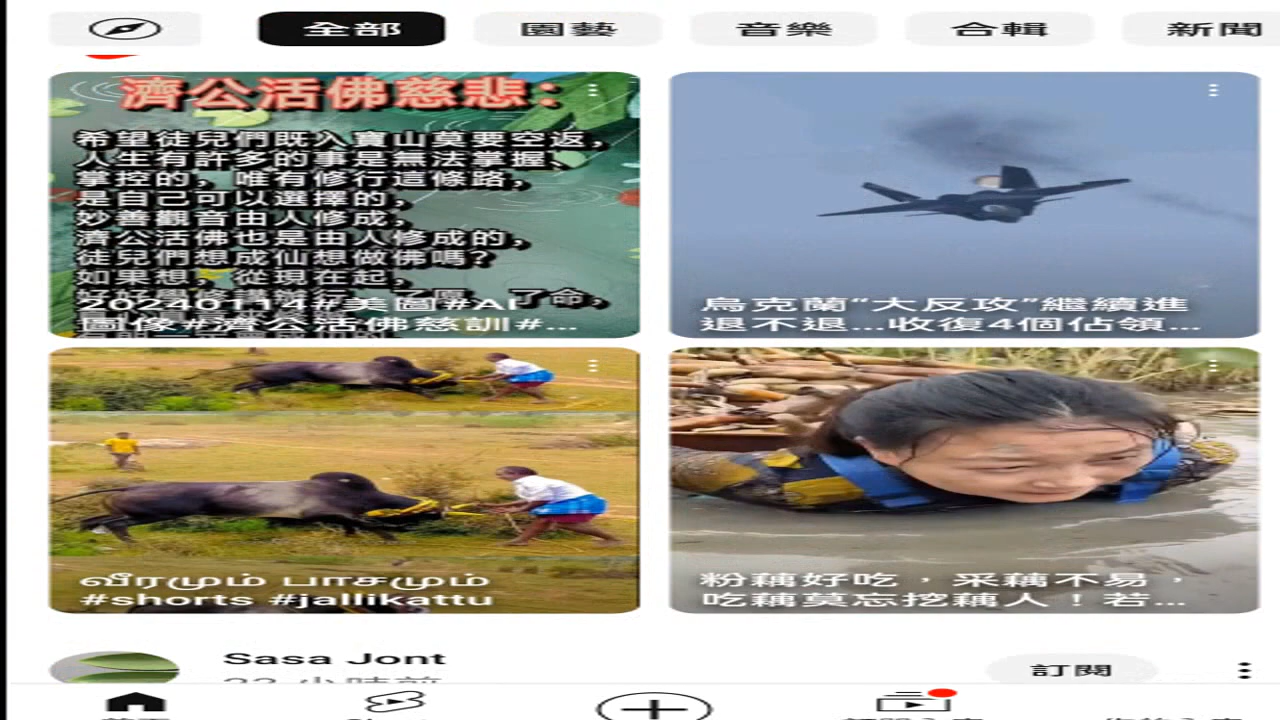 全部
園藝
音樂
合輯
新聞
濟公活佛慈悲:
希望徒兒們既入寶山莫要空返,
人生有許多的事是無法掌握、
掌控的, 唯有修行這條路,
是自己可以選擇的,
妙善觀音由人修成,
濟公活佛也是由人修成的,
徒兒們想成仙想做佛嗎?
如果想, 從現在起,
了命,
20240114#美圖#AI
圖像#濟公活佛慈訓#...
烏克蘭“大反攻”繼續進
退不退...收復4個佔領...
வீரமும் பாசமும்
#shorts #jallikattu
粉藕好吃，采藕不易，
吃藕莫忘挖藕人！若...
Sasa Jont
訂閱